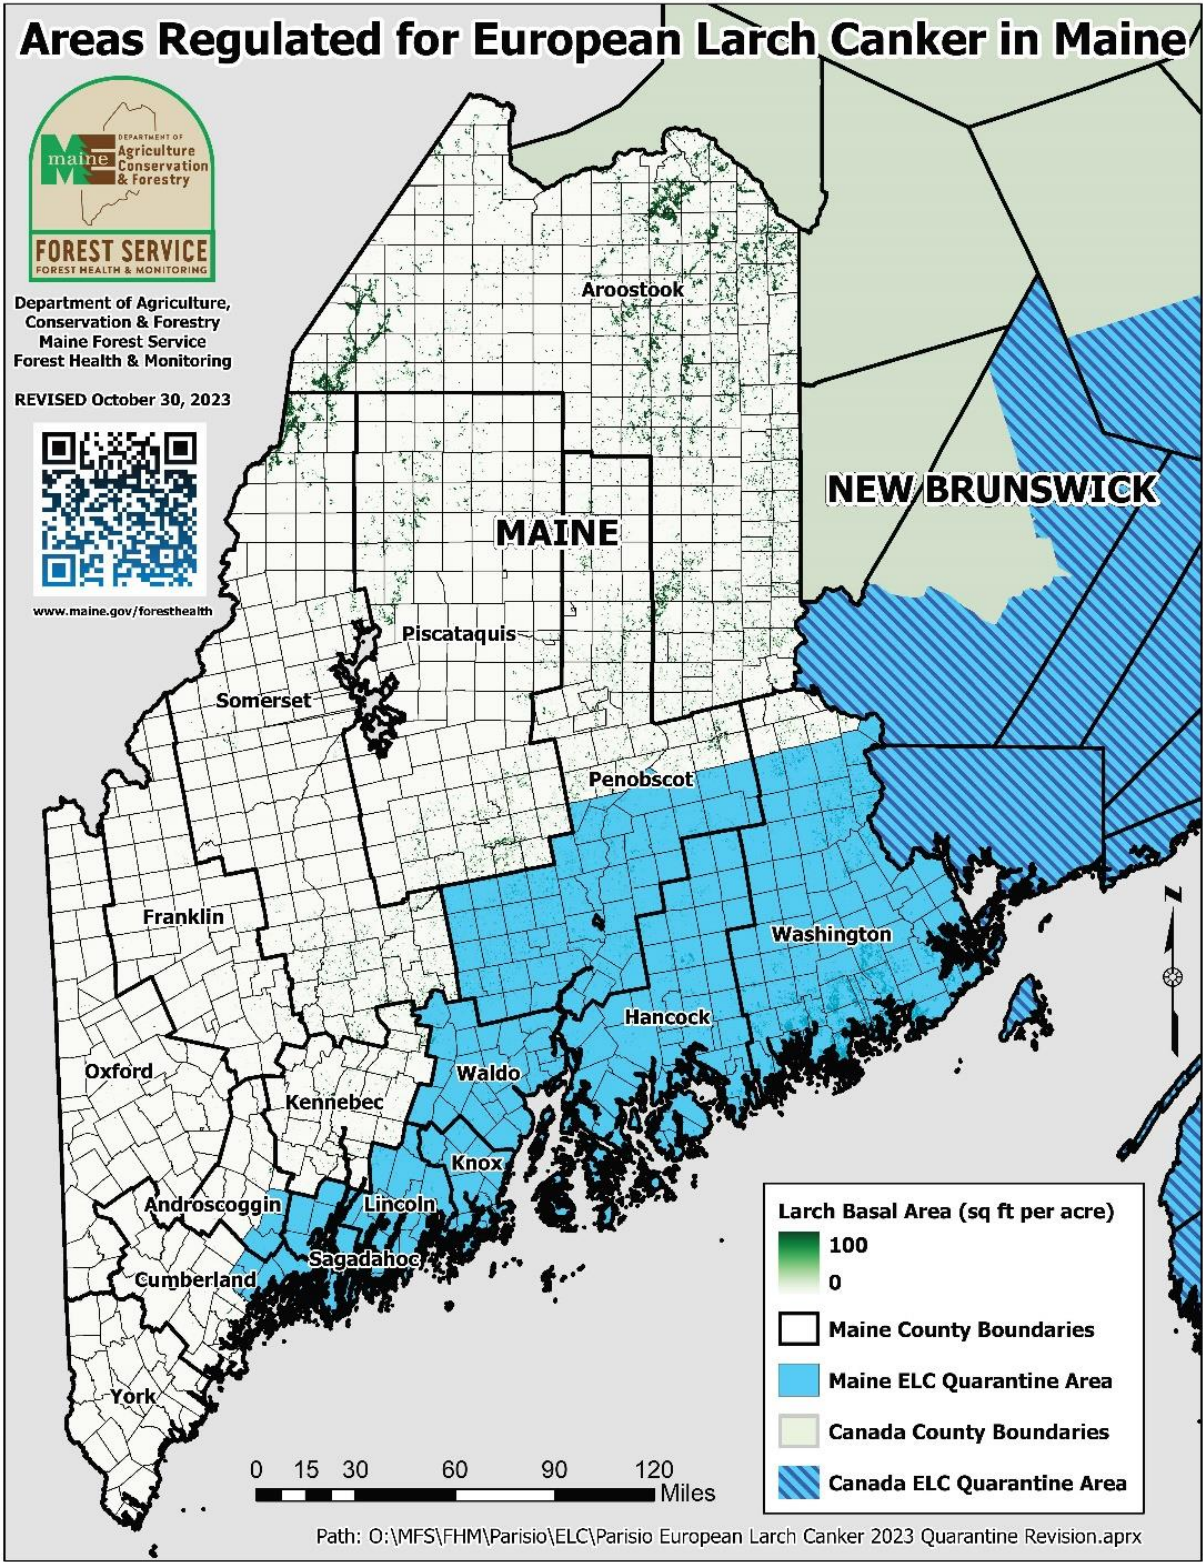 Areas Regulated for European Larch Canker in Maine
maine
DEPARTMENT OF
Agriculture
Conservation
& Forestry
FOREST SERVICE
FOREST HEALTH & MONITORING
Department of Agriculture,
Conservation & Forestry
Maine Forest Service
Forest Health & Monitoring
REVISED October 30, 2023
www.maine.gov/foresthealth
Aroostook
NEW BRUNSWICK
MAINE
Piscataquis
Somerset
Penobscot
Franklin
Washington
Hancock
Oxford
Waldo
Kennebec
Knox
Androscoggin
Lincoln
Sagadahoc
Cumberland
York
N
Larch Basal Area (sq ft per acre)
100
0
Maine County Boundaries
Maine ELC Quarantine Area
Canada County Boundaries
Canada ELC Quarantine Area
0 15 30 60 90 120
Miles
Path: O:\MFS\FHM\Parisio\ELC\Parisio European Larch Canker 2023 Quarantine Revision.aprx